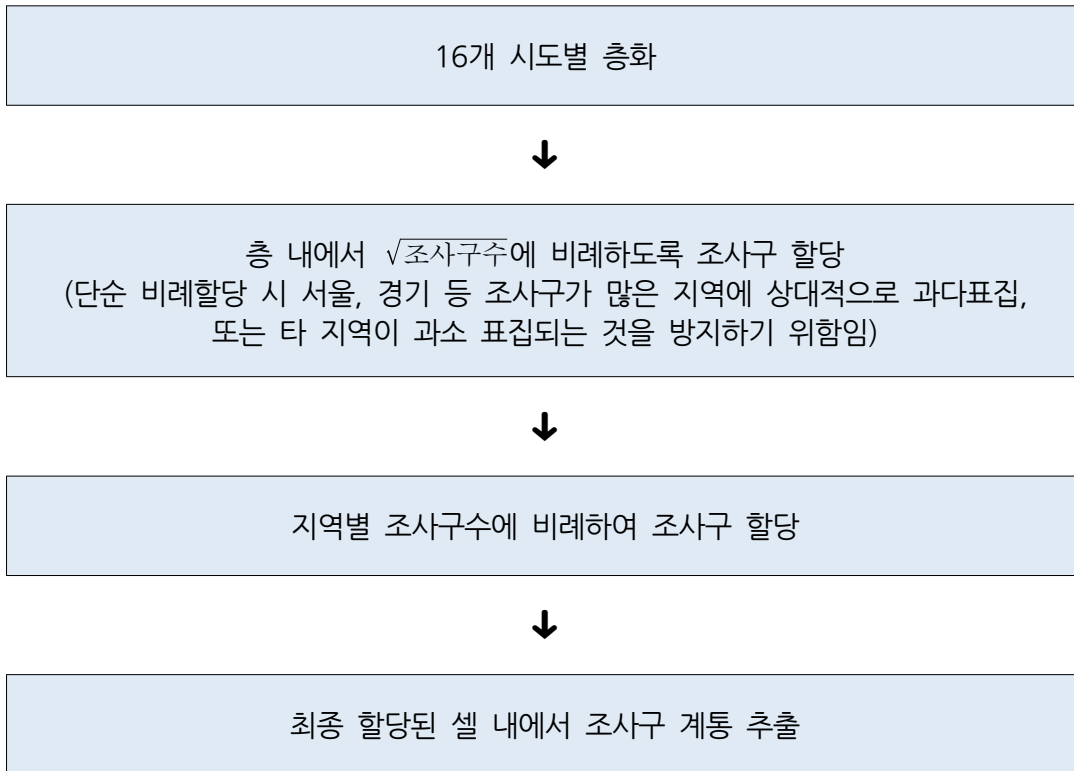 16개 시도별 층화
층 내에서 √조사구수에 비례하도록 조사구 할당
(단순 비례할당 시 서울, 경기 등 조사구가 많은 지역에 상대적으로 과다표집,
또는 타 지역이 과소 표집되는 것을 방지하기 위함임)
지역별 조사구수에 비례하여 조사구 할당
최종 할당된 셀 내에서 조사구 계통 추출